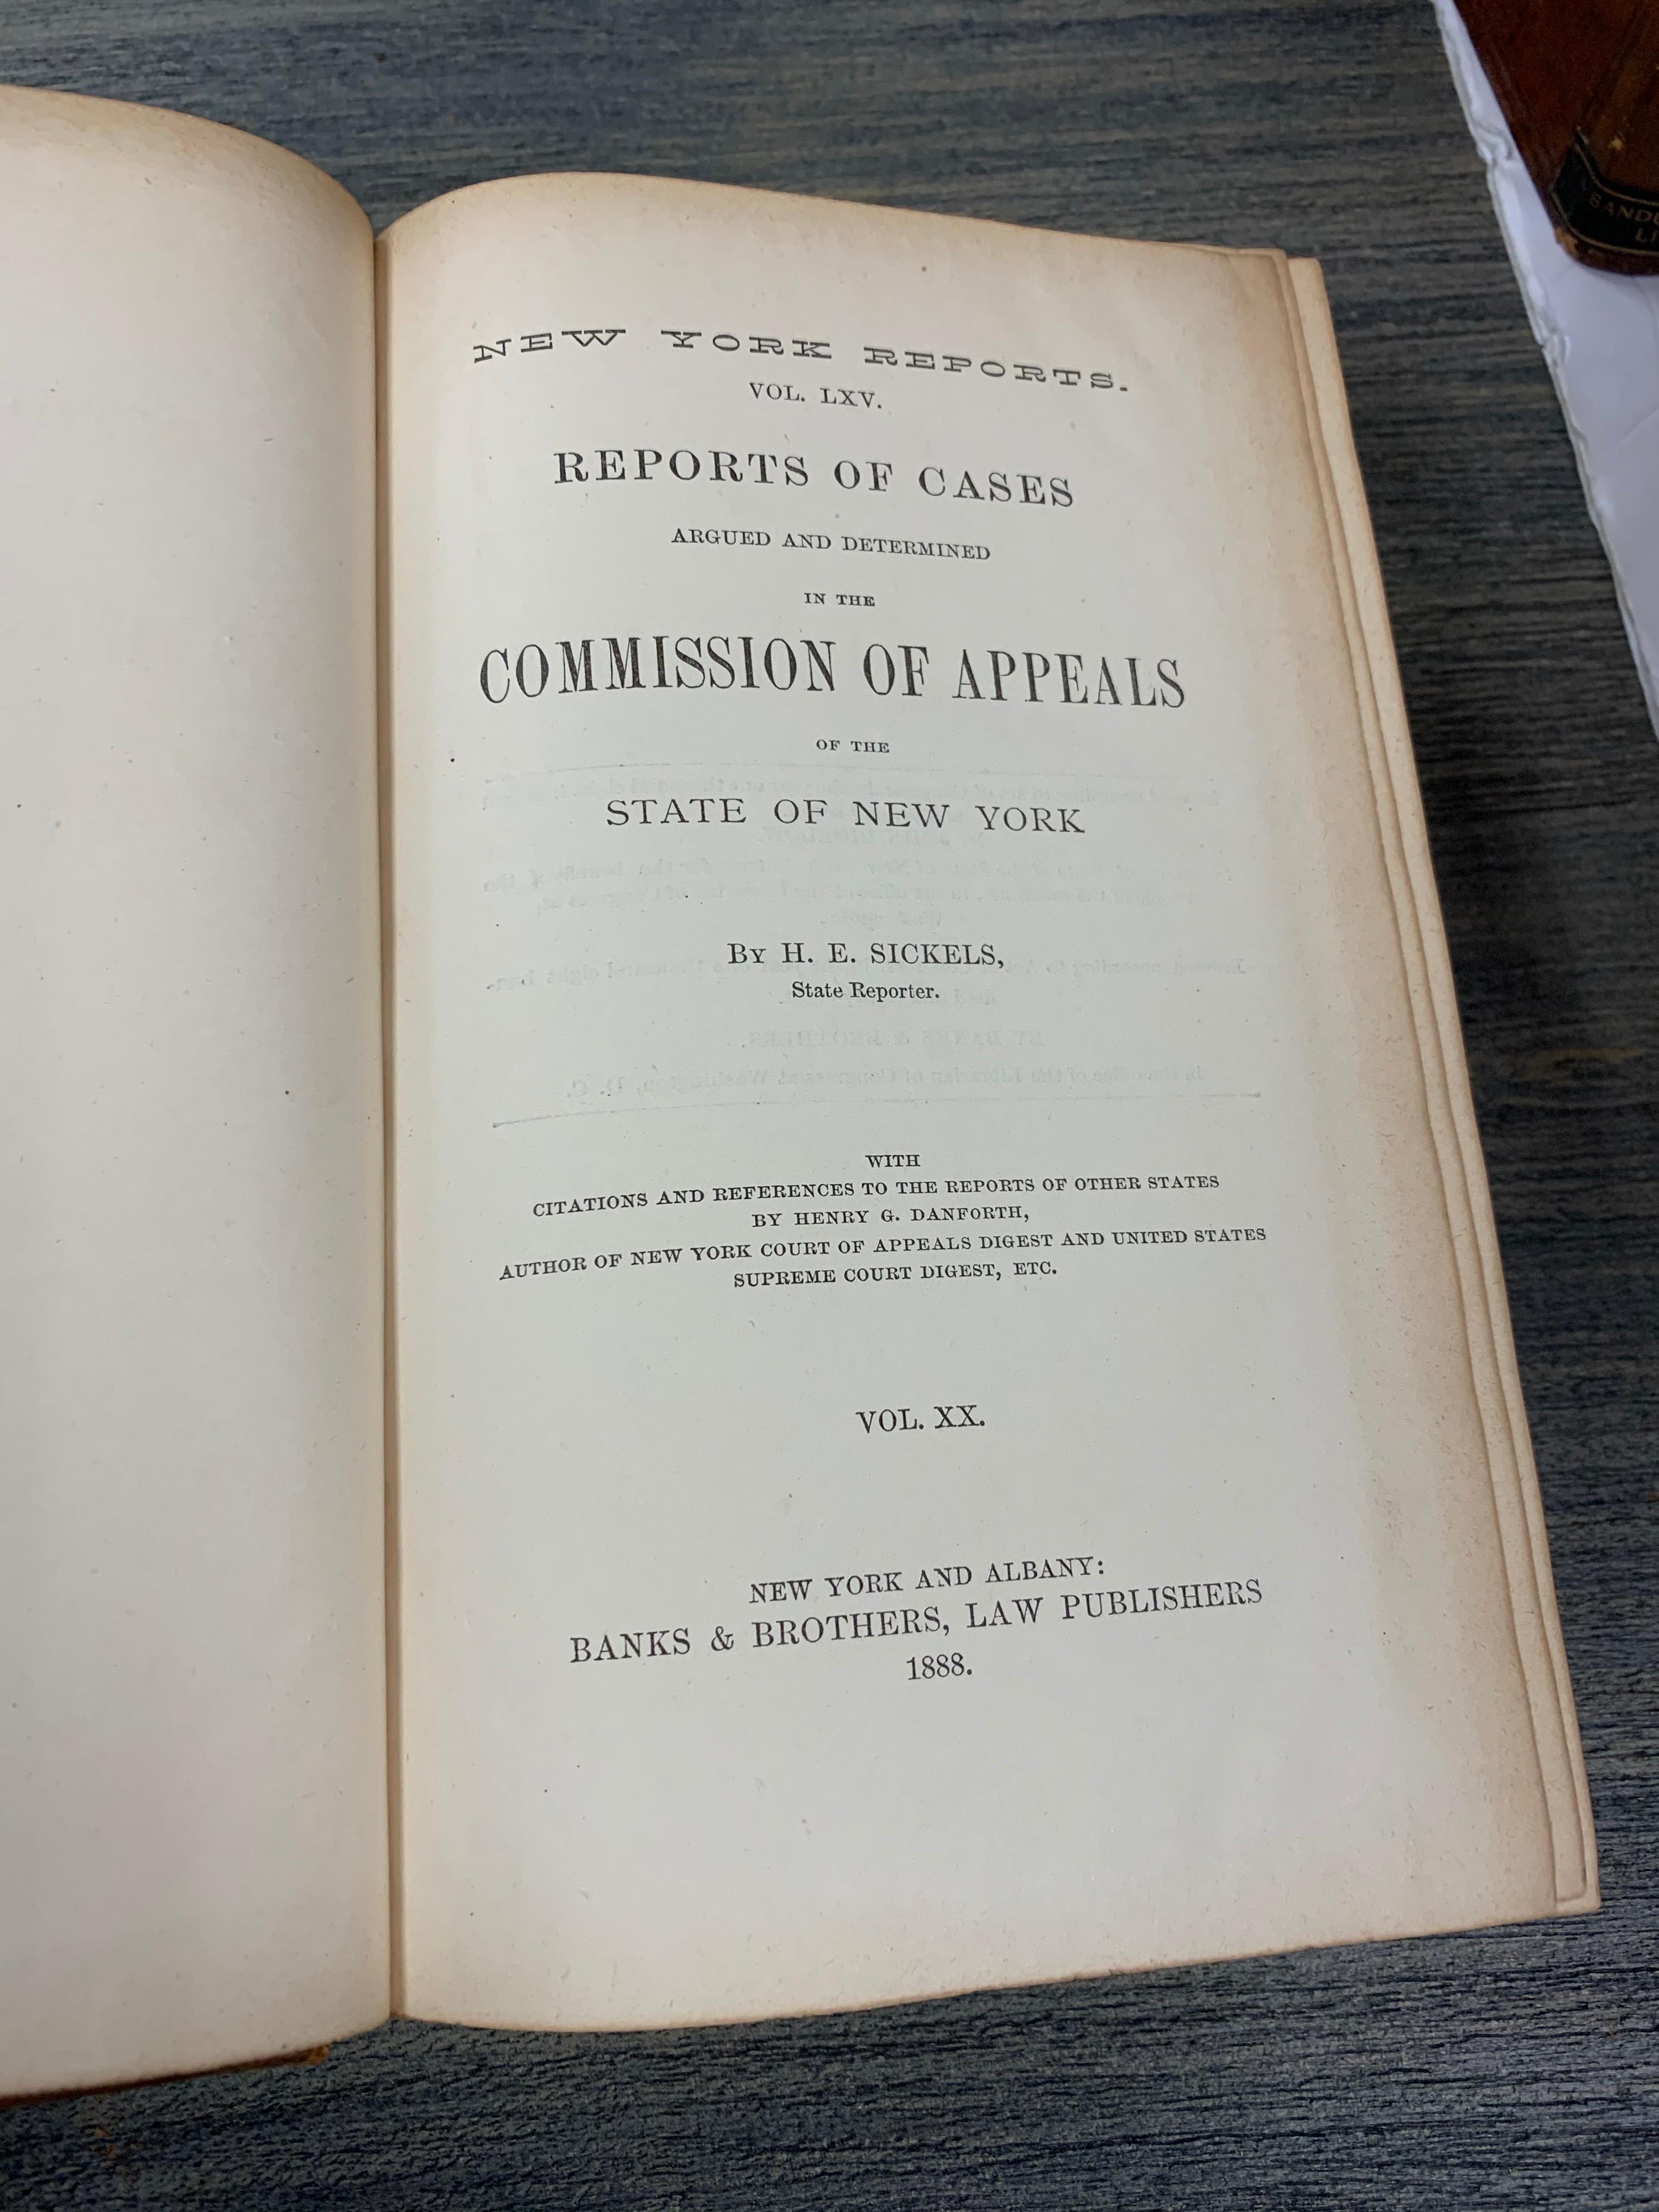 NEW YORK REPORTS.
VOL. LXV.
REPORTS OF CASES
ARGUED AND DETERMINED
IN THE
COMMISSION OF APPEALS
OF THE
STATE OF NEW YORK
BY H. E. SICKELS,
State Reporter.
WITH
CITATIONS AND REFERENCES TO THE REPORTS OF OTHER STATES
BY HENRY G. DANFORTH,
AUTHOR OF NEW YORK COURT OF APPEALS DIGEST AND UNITED STATES
SUPREME COURT DIGEST, ETC.
VOL. XX.
NEW YORK AND ALBANY:
BANKS & BROTHERS, LAW PUBLISHERS
1888.